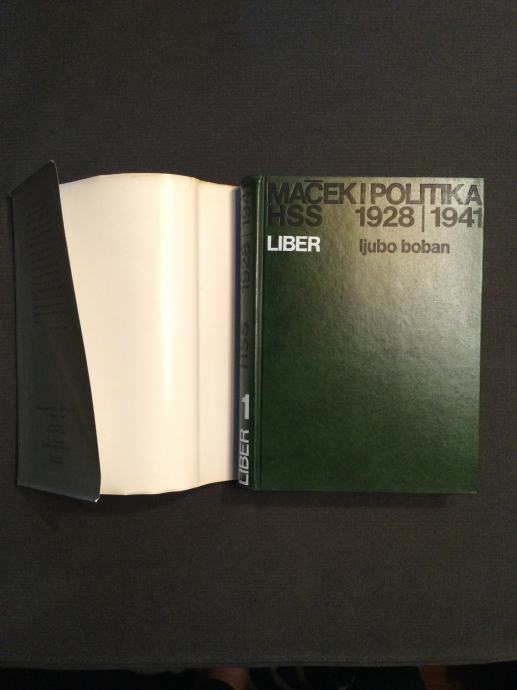 MAČEK I POLITIKA
HSS 1928 | 1941
LIBER ljubo boban
LIBER 1 HSS 1928 | 1941